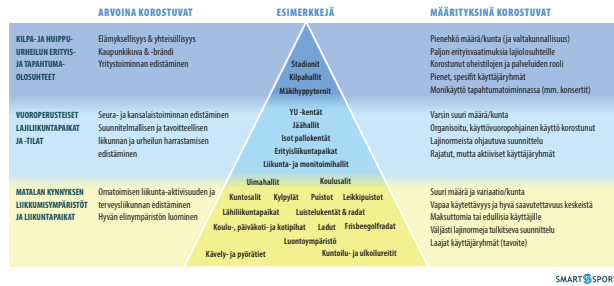 ARVOINA KOROSTUVAT
ESIMERKKEJÄ
MÄÄRITYKSINÄ KOROSTUVAT
KILPA- JA HUIPPU-
URHEILUN ERITYIS-
JA TAPAHTUMA-
OLOSUHTEET
Elämyksellisyys & yhteisöllisyys
Kaupunkikuva & -brändi
Yritystoiminnan edistäminen
Stadionit
Kilpahallit
Mäkihyppytornit
Pienehkö määrä/kunta (ja valtakunnallisuus)
Paljon erityisvaatimuksia lajiolosuhteille
Korostunut oheistilojen ja palveluiden rooli
Pienet, spesifit käyttäjäryhmät
Monikäyttö tapahtumatoiminnassa (mm. konsertit)
VUOROPERUSTEISET
LAJILIIKUNTAPAIKAT
JA -TILAT
Seura- ja kansalaistoiminnan edistäminen
Suunnitelmallisen ja tavoitteellisen
liikunnan ja urheilun harrastamisen
edistäminen
YU -kentät
Jäähallit
Isot pallokentät
Erityisliikuntapaikat
Liikunta- ja monitoimihallit
Varsin suuri määrä/kunta
Organisoitu, käyttövuoropohjainen käyttö korostunut
Lajinormeista ohjautuva suunnittelu
Rajatut, mutta aktiiviset käyttäjäryhmät
MATALAN KYNNYKSEN
LIIKKUMISYMPÄRISTÖT
JA LIIKUNTAPAIKAT
Omatoimisen liikunta-aktiivisuuden ja
terveysliikunnan edistäminen
Hyvän elinympäristön luominen
Uimahallit Koulusalit
Kuntosalit Kylpylät Puistot Leikkipuistot
Lähiliikuntapaikat Luistelukentät & radat
Koulu-, päiväkoti- ja kotipihat Ladut Frisbeegolfradat
Luontoympäristö
Kävely- ja pyörätiet Kuntoilu- ja ulkoilureitit
Suuri määrä ja variaatio/kunta
Vapaa käytettävyys ja hyvä saavutettavuus keskeistä
Maksuttomia tai edullisia käyttäjille
Väljästi lajinormeja tulkitseva suunnittelu
Laajat käyttäjäryhmät (tavoite)
SMART SPORT